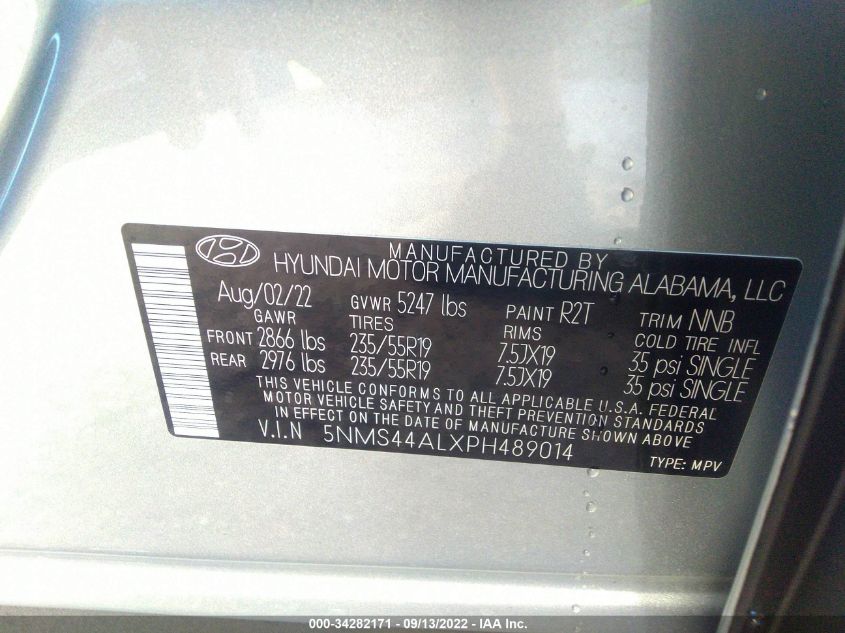 MANUFACTURED BY
HYUNDAI MOTOR MANUFACTURING ALABAMA, LLC
Aug/02/22 GVWR 5247 lbs PAINT R2T TRIM NNB
GAWR TIRES RIMS COLD TIRE INFL
FRONT 2866 lbs 235/55R19 7.5JX19 35 psi SINGLE
REAR 2976 lbs 235/55R19 7.5JX19 35 psi SINGLE
THIS VEHICLE CONFORMS TO ALL APPLICABLE U.S.A. FEDERAL
MOTOR VEHICLE SAFETY AND THEFT PREVENTION STANDARDS
IN EFFECT ON THE DATE OF MANUFACTURE SHOWN ABOVE
V.I.N 5NMS44ALXPH489014
TYPE: MPV
000-34282171 - 09/13/2022 - IAA Inc.